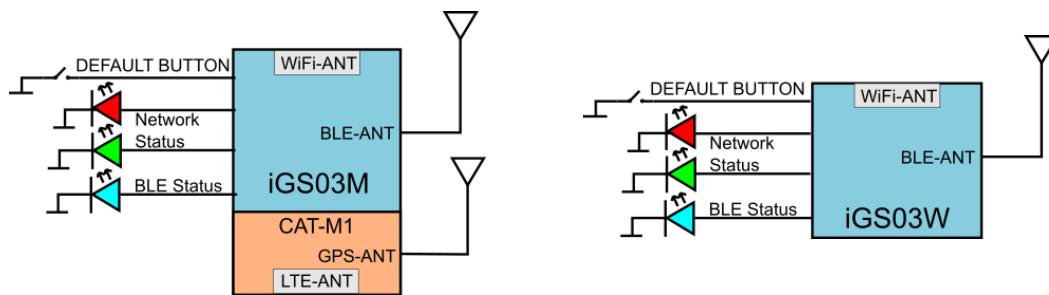 WiFi-ANT
DEFAULT BUTTON
Network
Status
BLE-ANT
BLE Status
iGS03M
CAT-M1
GPS-ANT
LTE-ANT
WiFi-ANT
DEFAULT BUTTON
Network
Status
BLE-ANT
BLE Status
iGS03W